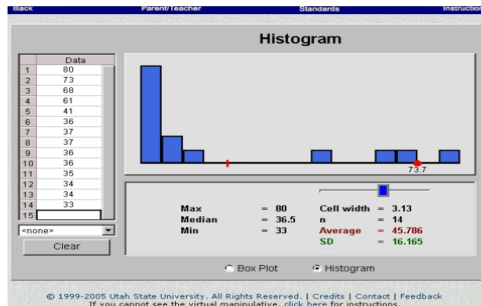 Back Parent/Teacher Standards Instructions
Histogram
Data
1 80
2 73
3 68
4 61
5 41
6 36
7 37
8 37
9 36
10 36
11 35
12 34
13 34
14 33
15
73.7
Max = 80 Cell width = 3.13
Median = 36.5 n = 14
Min = 33 Average = 45.786
SD = 16.165
<none>
Clear
Box Plot Histogram
© 1999-2005 Utah State University. All Rights Reserved. | Credits | Contact | Feedback
If you cannot see the virtual manipulative, click here for instructions.